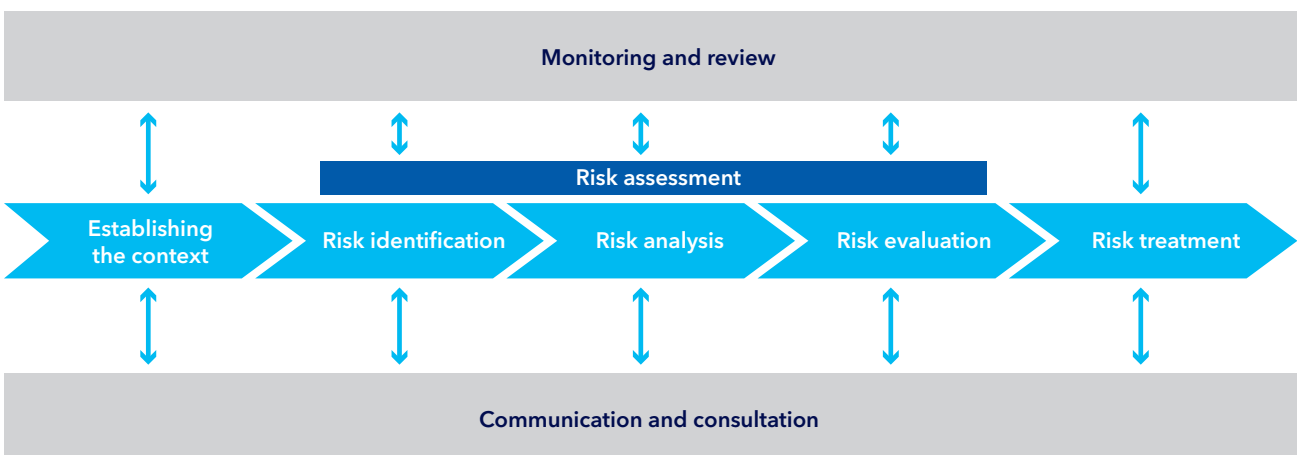 Monitoring and review
Risk assessment
Establishing
the context
Risk identification
Risk analysis
Risk evaluation
Risk treatment
Communication and consultation